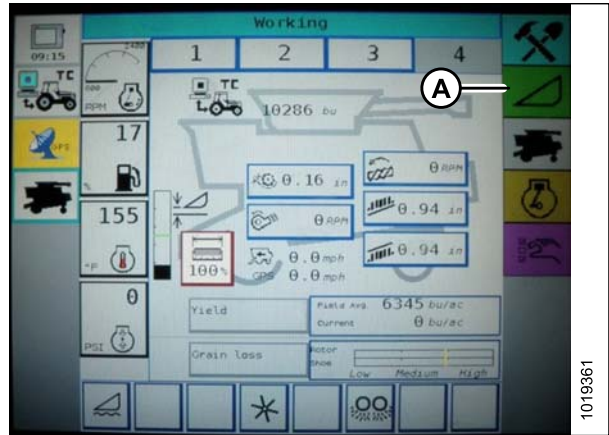 Working
09:15
1
2
3
4
A
TC
RPM
TC
10286 bu
GPS
17
%
0.16 in
0 RPM
155
°F
0 RPM
0.94 in
100%
0.0 mph
GPS 0.0 mph
0.94 in
0
PSI
Yield
Field Avg. 6345 bu/ac
Current 0 bu/ac
Grain loss
Rotor
Shoe
Low Medium High
1019361